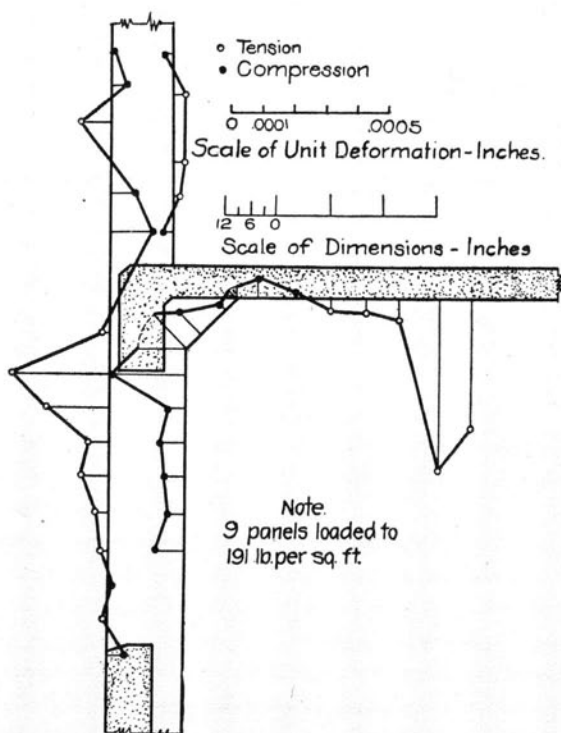 Tension
Compression
0 .0001 .0005
Scale of Unit Deformation-Inches.
12 6 0
Scale of Dimensions - Inches
Note.
9 panels loaded to
191 lb. per sq. ft.